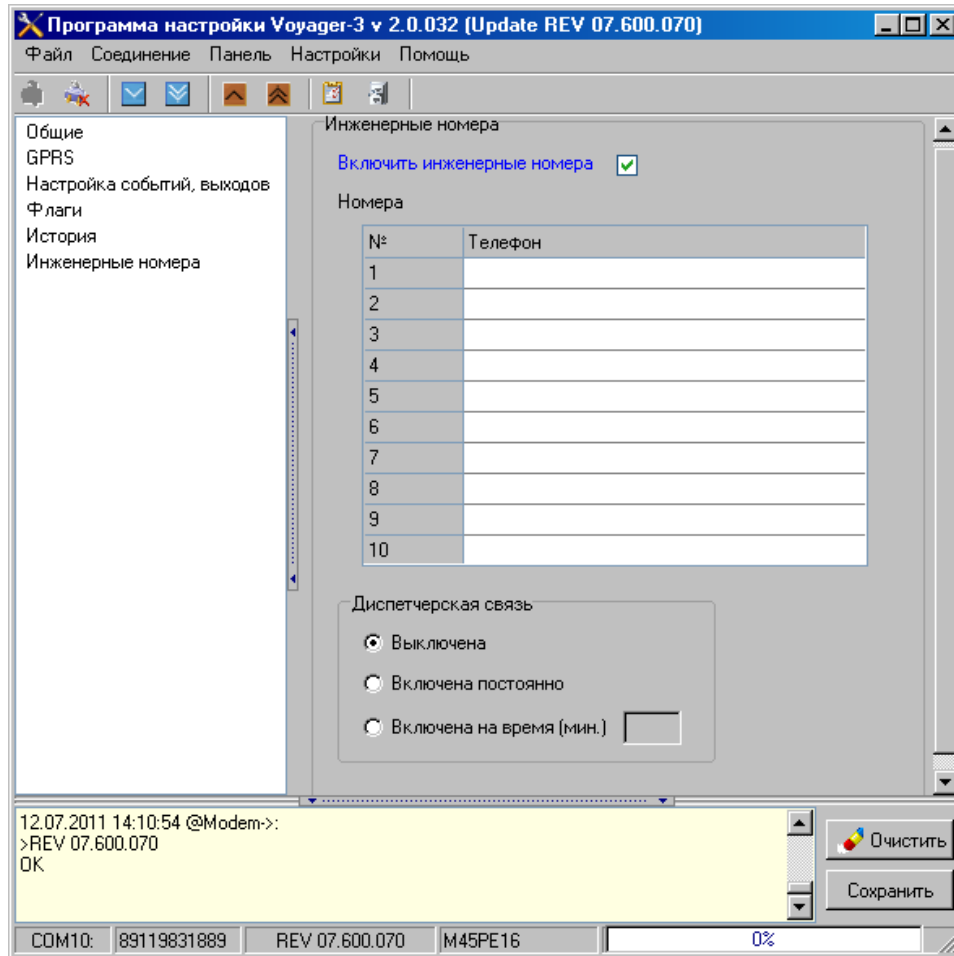 Программа настройки Voyager-3 v 2.0.032 (Update REV 07.600.070)
Файл Соединение Панель Настройки Помощь
Общие
GPRS
Настройка событий, выходов
Флаги
История
Инженерные номера
Инженерные номера
Включить инженерные номера
Номера
№ Телефон
1
2
3
4
5
6
7
8
9
10
Диспетчерская связь
Выключена
Включена постоянно
Включена на время (мин.)
12.07.2011 14:10:54 @Modem->:
>REV 07.600.070
OK
Очистить
Сохранить
COM10: 89119831889 REV 07.600.070 M45PE16 0%